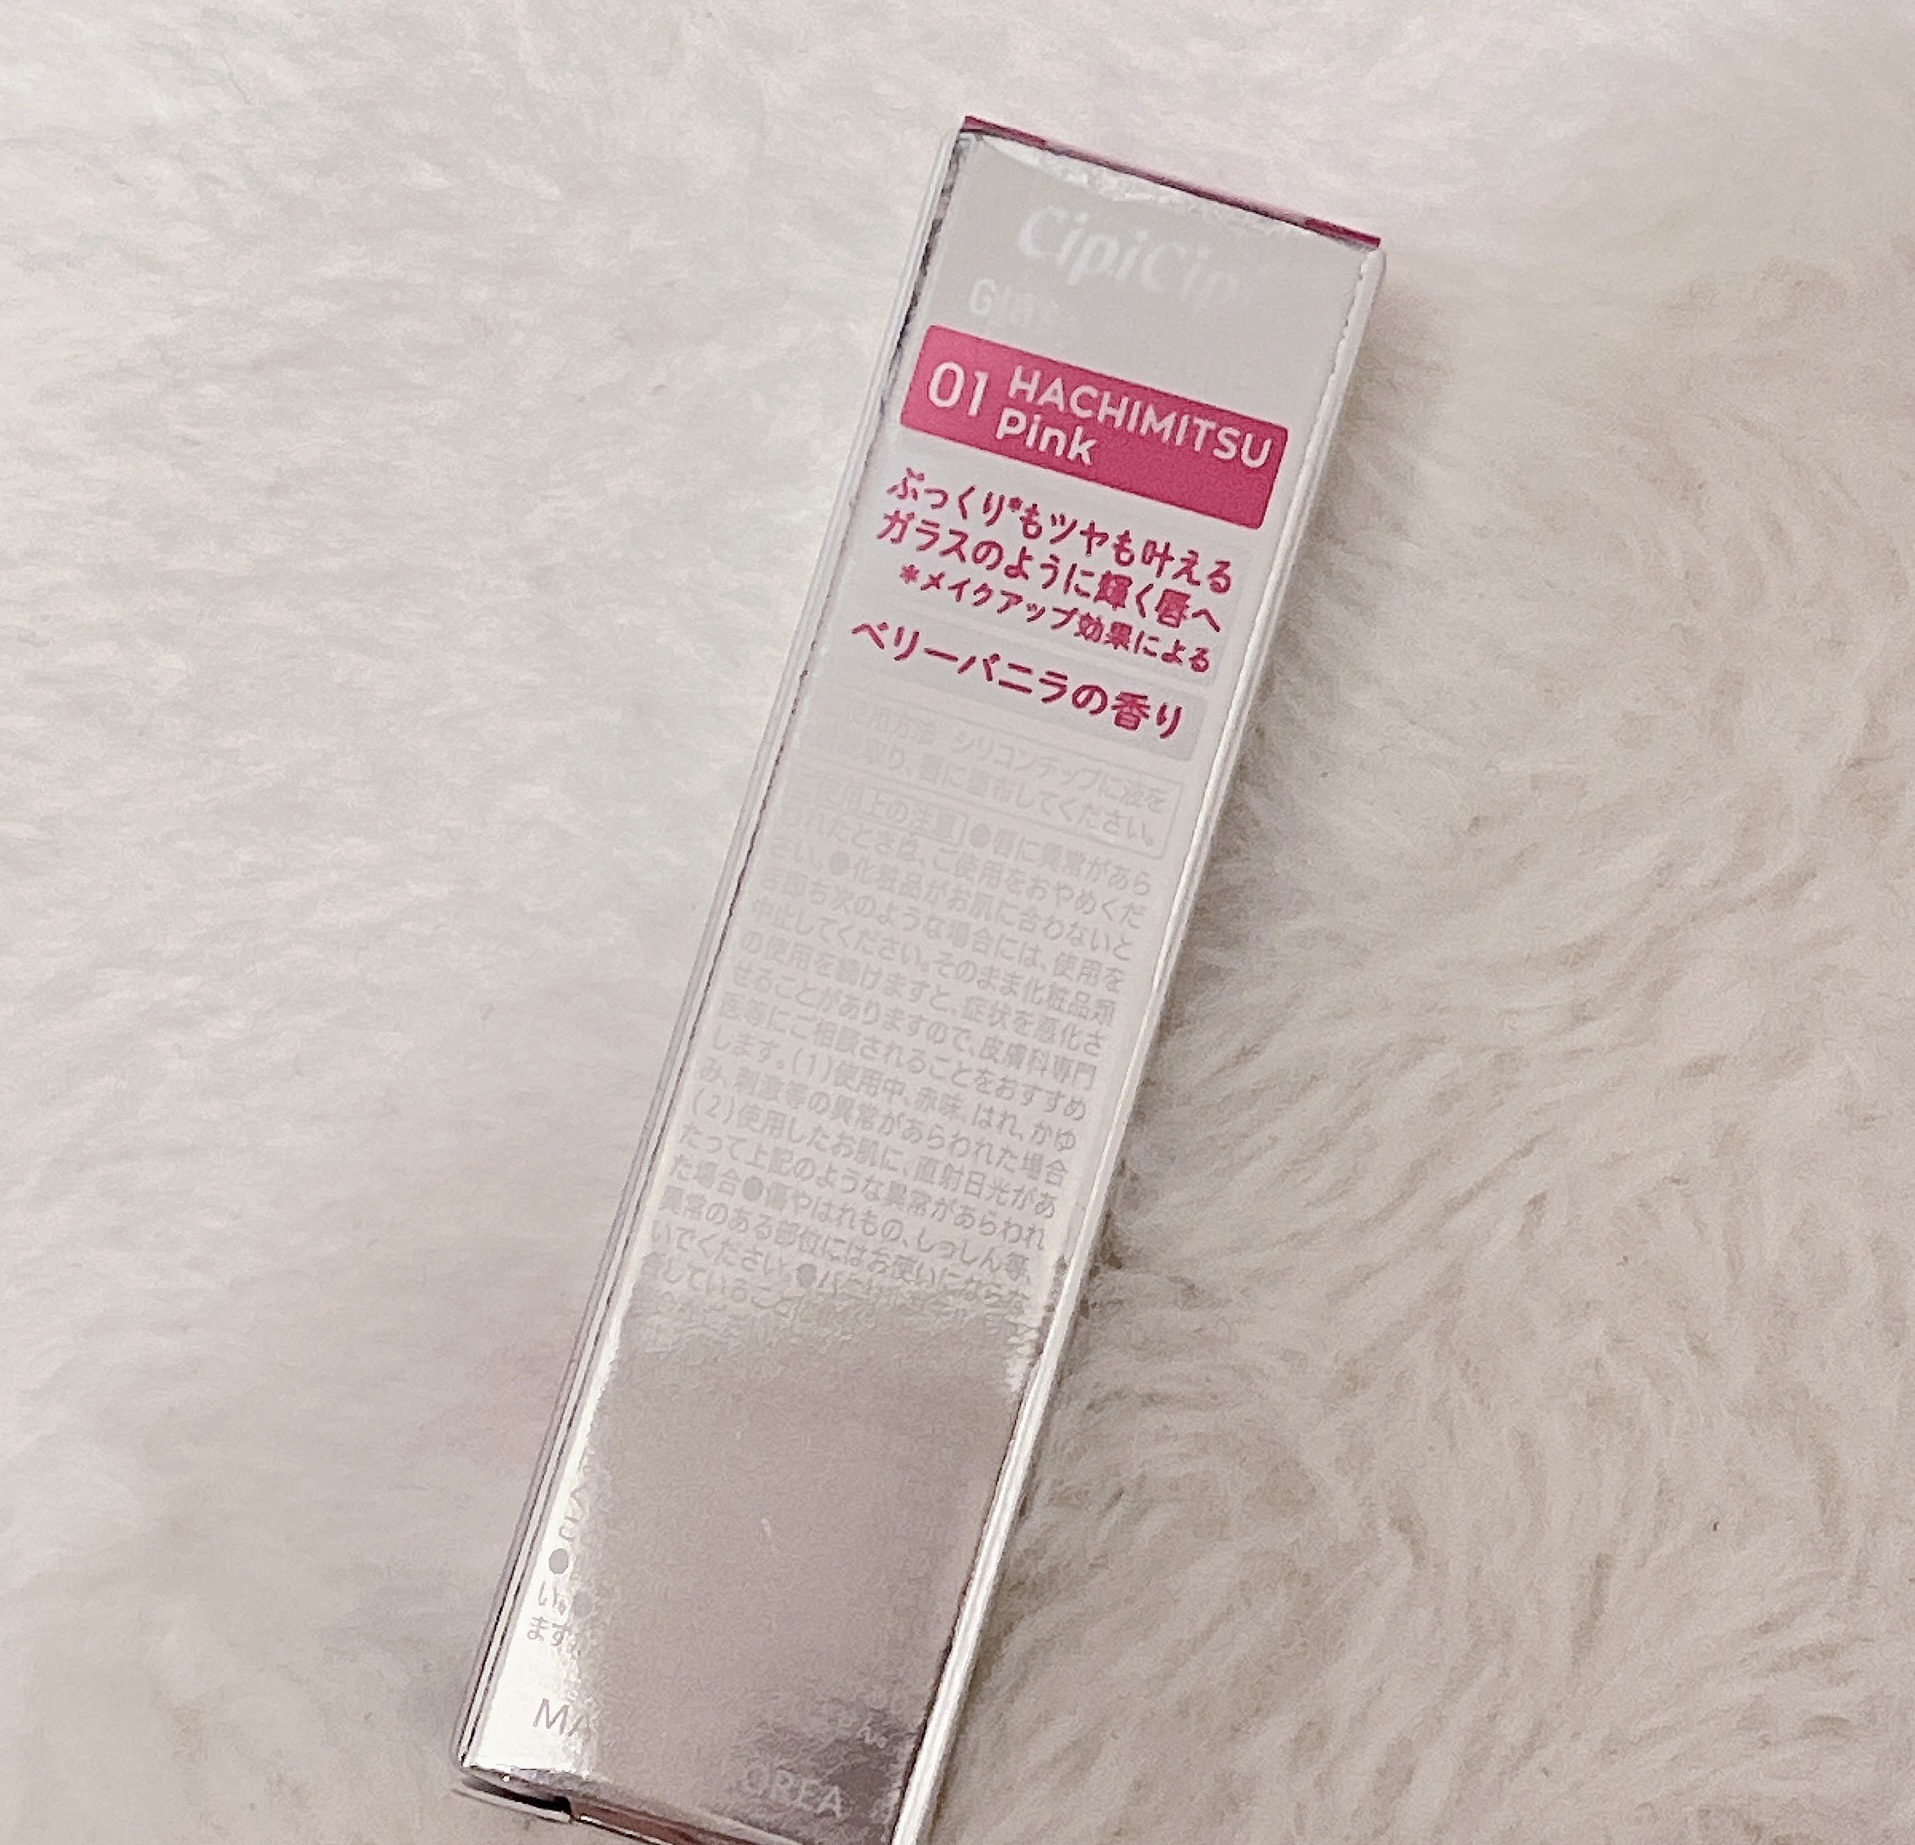 CipiCipi
01 HACHIMITSU
Pink
ぷっくり*もツヤも叶える
ガラスのように輝く唇へ
*メイクアップ効果による
ベリーバニラの香り
シリコンチップに液を
取り、唇に塗布してください。
使用上の注意 ●唇に異常があら
われたときは、ご使用をおやめくだ
さい。●化粧品がお肌に合わないと
き即ち次のような場合には、使用を
中止してください。そのまま化粧品類
の使用を続けますと、症状を悪化さ
せることがありますので、皮膚科専門
医等にご相談されることをおすすめ
します。(1)使用中、赤味、はれ、かゆ
み、刺激等の異常があらわれた場合
(2)使用したお肌に、直射日光があ
たって上記のような異常があらわれ
た場合●傷やはれもの、しっしん等、
異常のある部位にはお使いにならな
いでください。
しているこ
い。
ます
KOREA